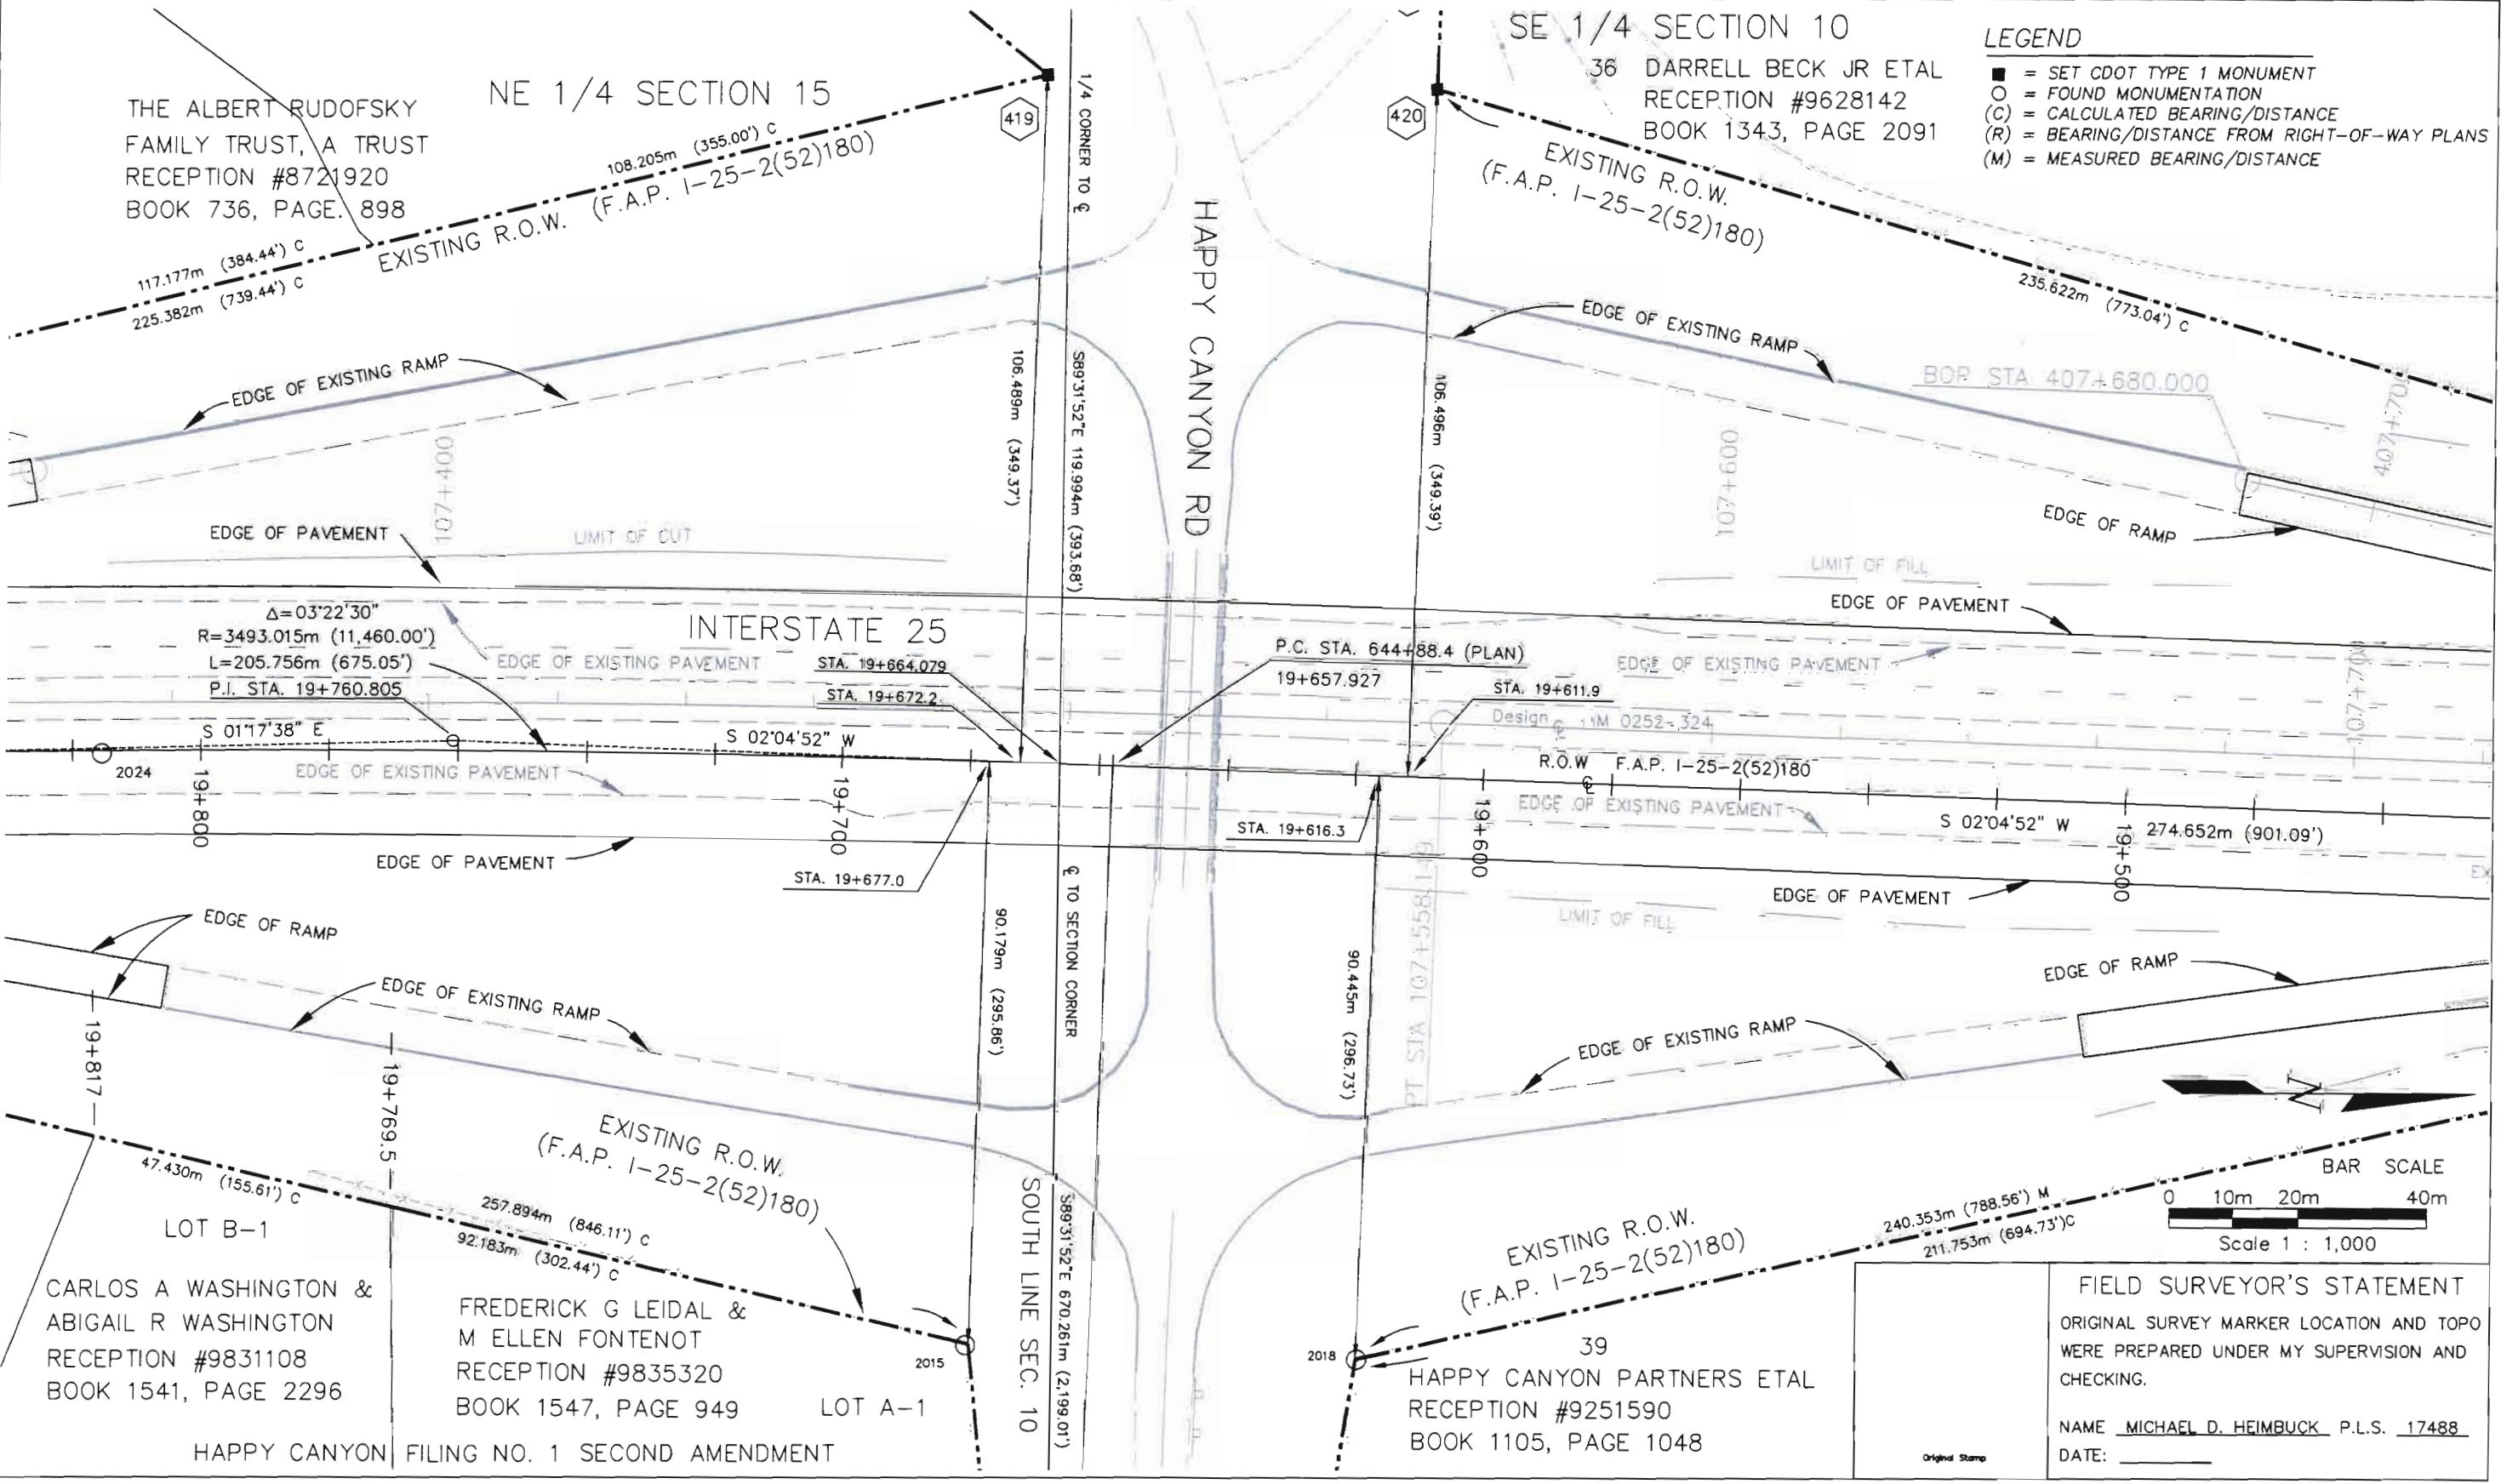 NE 1/4 SECTION 15
THE ALBERT RUDOFSKY
FAMILY TRUST, A TRUST
RECEPTION #8721920
BOOK 736, PAGE. 898
108.205m (355.00') C
EXISTING R.O.W. (F.A.P. I-25-2(52)180)
117.177m (384.44') C
225.382m (739.44') C
419
1/4 CORNER TO ℄
HAPPY CANYON RD
420
SE 1/4 SECTION 10
36 DARRELL BECK JR ETAL
RECEPTION #9628142
BOOK 1343, PAGE 2091
EXISTING R.O.W.
(F.A.P. I-25-2(52)180)
235.622m (773.04') C
LEGEND
■ = SET CDOT TYPE 1 MONUMENT
O = FOUND MONUMENTATION
(C) = CALCULATED BEARING/DISTANCE
(R) = BEARING/DISTANCE FROM RIGHT-OF-WAY PLANS
(M) = MEASURED BEARING/DISTANCE
EDGE OF EXISTING RAMP
106.489m (349.37')
S89°31'52"E 119.994m (393.68')
106.496m (349.39')
EDGE OF EXISTING RAMP
BOP STA 407+680.000
407+700
107+400
107+600
EDGE OF RAMP
EDGE OF PAVEMENT
LIMIT OF CUT
LIMIT OF FILL
EDGE OF PAVEMENT
Δ=03°22'30"
R=3493.015m (11,460.00')
L=205.756m (675.05')
P.I. STA. 19+760.805
INTERSTATE 25
EDGE OF EXISTING PAVEMENT
STA. 19+664.079
STA. 19+672.2
P.C. STA. 644+88.4 (PLAN)
19+657.927
STA. 19+611.9
EDGE OF EXISTING PAVEMENT
107+700
S 01°17'38" E
S 02°04'52" W
R.O.W ℄ F.A.P. I-25-2(52)180
2024
19+800
EDGE OF EXISTING PAVEMENT
19+700
19+600
EDGE OF EXISTING PAVEMENT
S 02°04'52" W
19+500
274.652m (901.09')
STA. 19+616.3
EDGE OF PAVEMENT
STA. 19+677.0
EDGE OF PAVEMENT
LIMIT OF FILL
EDGE OF RAMP
90.179m (295.86')
℄ TO SECTION CORNER
90.445m (296.73')
EDGE OF RAMP
EDGE OF EXISTING RAMP
EDGE OF EXISTING RAMP
19+817
19+769.5
EXISTING R.O.W.
(F.A.P. I-25-2(52)180)
47.430m (155.61') C
257.894m (846.11') C
92.183m (302.44') C
SOUTH LINE SEC. 10
S89°31'52"E 670.261m (2,199.01')
2015
2018
EXISTING R.O.W.
(F.A.P. I-25-2(52)180)
240.353m (788.56') M
211.753m (694.73')C
N
BAR SCALE
0 10m 20m 40m
Scale 1 : 1,000
LOT B-1
CARLOS A WASHINGTON &
ABIGAIL R WASHINGTON
RECEPTION #9831108
BOOK 1541, PAGE 2296
FREDERICK G LEIDAL &
M ELLEN FONTENOT
RECEPTION #9835320
BOOK 1547, PAGE 949
LOT A-1
HAPPY CANYON FILING NO. 1 SECOND AMENDMENT
39
HAPPY CANYON PARTNERS ETAL
RECEPTION #9251590
BOOK 1105, PAGE 1048
Original Stamp
FIELD SURVEYOR'S STATEMENT
ORIGINAL SURVEY MARKER LOCATION AND TOPO
WERE PREPARED UNDER MY SUPERVISION AND
CHECKING.
NAME MICHAEL D. HEIMBUCK P.L.S. 17488
DATE: